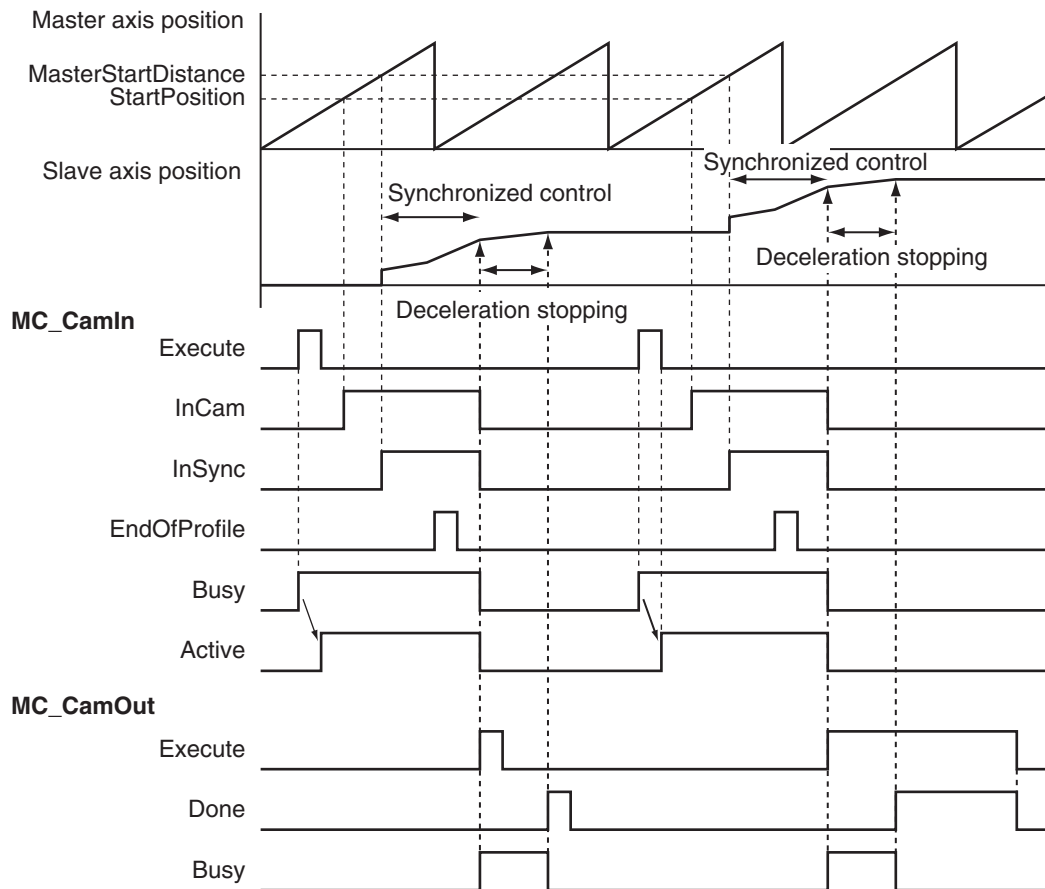 Master axis position
MasterStartDistance
StartPosition
Slave axis position
Synchronized control
Synchronized control
Deceleration stopping
Deceleration stopping
MC_CamIn
Execute
InCam
InSync
EndOfProfile
Busy
Active
MC_CamOut
Execute
Done
Busy